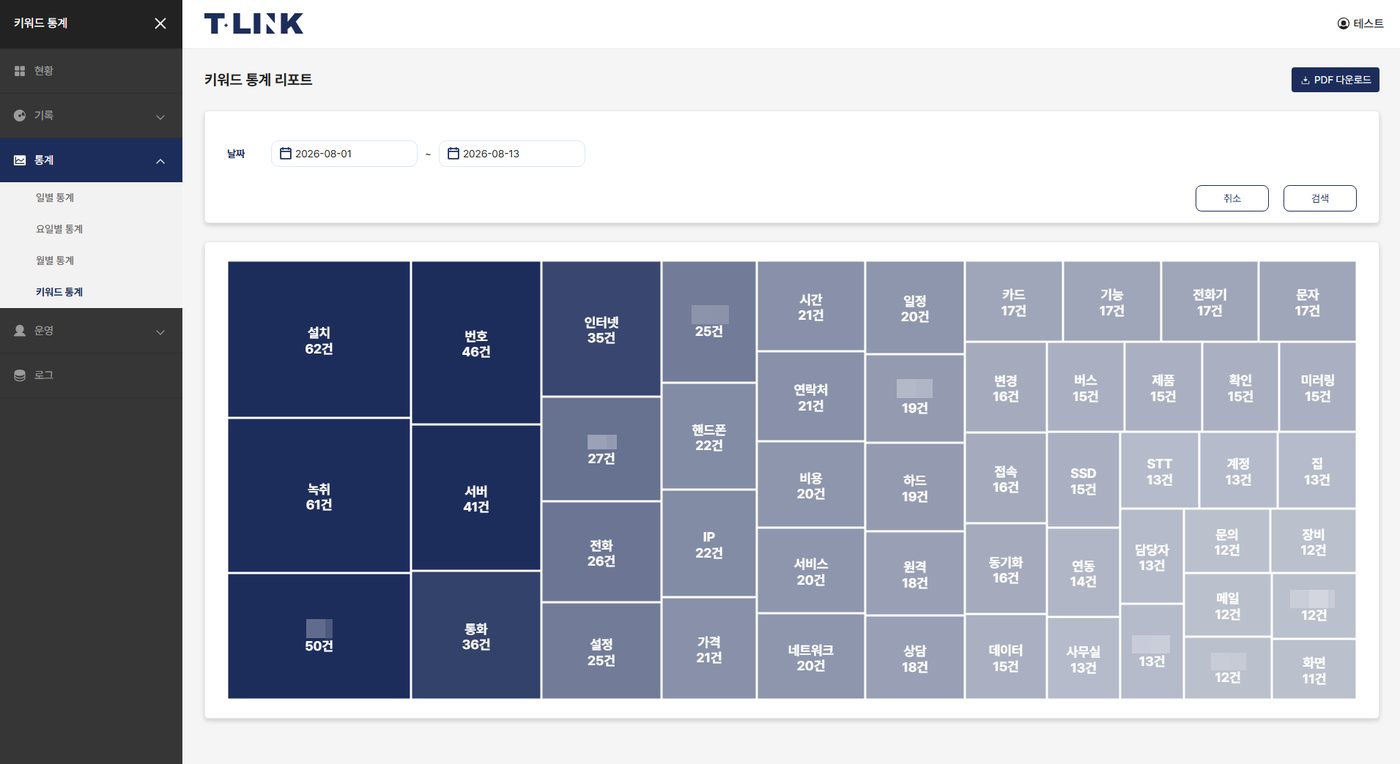 키워드 통계
현황
기록
통계
일별 통계
요일별 통계
월별 통계
키워드 통계
운영
로그
T·LINK
테스트
키워드 통계 리포트
PDF 다운로드
날짜
2026-08-01
~
2026-08-13
취소
검색
설치
62건
녹취
61건
50건
번호
46건
서버
41건
통화
36건
인터넷
35건
27건
전화
26건
설정
25건
25건
핸드폰
22건
IP
22건
가격
21건
시간
21건
연락처
21건
비용
20건
서비스
20건
네트워크
20건
일정
20건
19건
하드
19건
원격
18건
상담
18건
카드
17건
기능
17건
전화기
17건
문자
17건
변경
16건
버스
15건
제품
15건
확인
15건
미러링
15건
접속
16건
동기화
16건
데이터
15건
SSD
15건
연동
14건
사무실
13건
STT
13건
계정
13건
집
13건
담당자
13건
13건
문의
12건
장비
12건
메일
12건
12건
12건
화면
11건